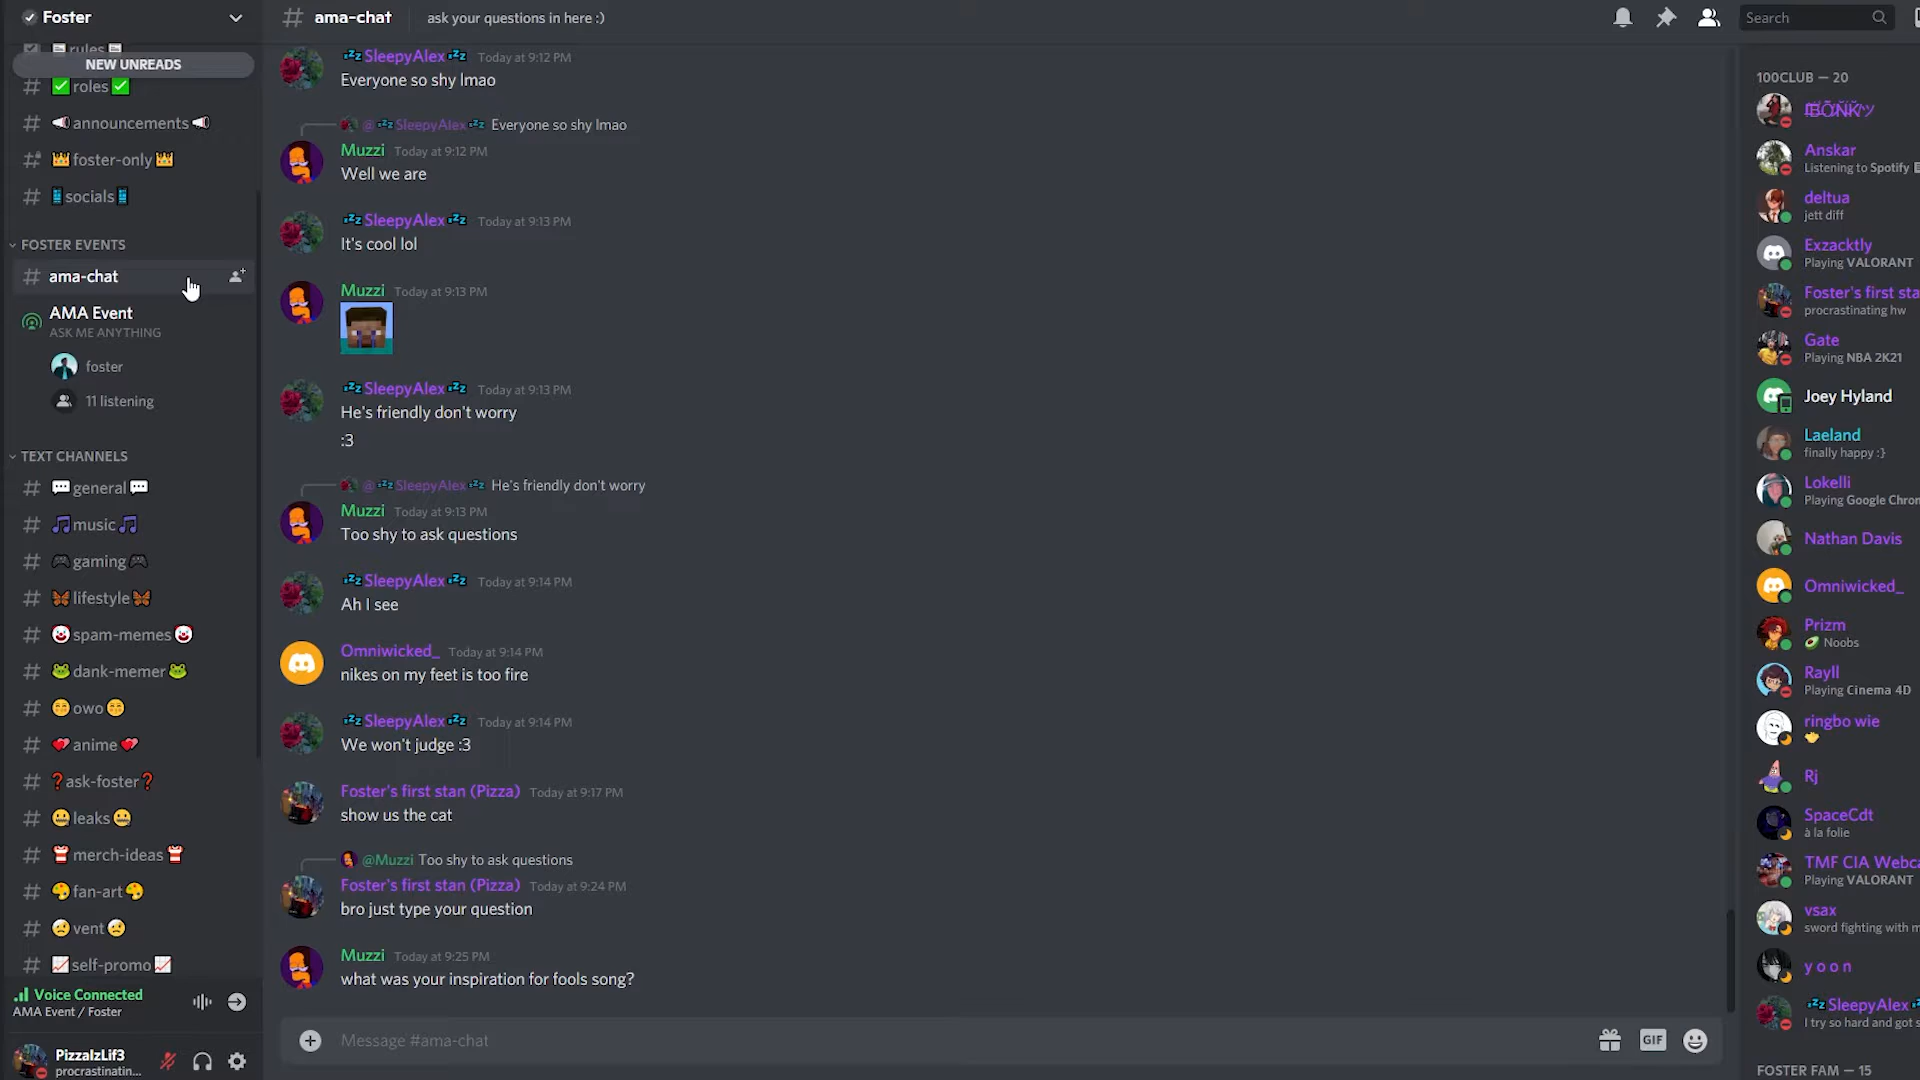 Foster
rules
NEW UNREADS
roles
announcements
foster-only
socials
FOSTER EVENTS
ama-chat
AMA Event
ASK ME ANYTHING
foster
11 listening
TEXT CHANNELS
general
music
gaming
lifestyle
spam-memes
dank-memer
owo
anime
ask-foster
leaks
merch-ideas
fan-art
vent
self-promo
Voice Connected
AMA Event / Foster
PizzaIzLif3
procrastinatin...
ama-chat
ask your questions in here :)
Search
SleepyAlex Today at 9:12 PM
Everyone so shy lmao
@SleepyAlex Everyone so shy lmao
Muzzi Today at 9:12 PM
Well we are
SleepyAlex Today at 9:13 PM
It's cool lol
Muzzi Today at 9:13 PM
SleepyAlex Today at 9:13 PM
He's friendly don't worry
:3
@SleepyAlex He's friendly don't worry
Muzzi Today at 9:13 PM
Too shy to ask questions
SleepyAlex Today at 9:14 PM
Ah I see
Omniwicked_ Today at 9:14 PM
nikes on my feet is too fire
SleepyAlex Today at 9:14 PM
We won't judge :3
Foster's first stan (Pizza) Today at 9:17 PM
show us the cat
@Muzzi Too shy to ask questions
Foster's first stan (Pizza) Today at 9:24 PM
bro just type your question
Muzzi Today at 9:25 PM
what was your inspiration for fools song?
Message #ama-chat
GIF
100CLUB — 20
Anskar
Listening to Spotify
deltua
jett diff
Exzacktly
Playing VALORANT
Foster's first sta
procrastinating hw
Gate
Playing NBA 2K21
Joey Hyland
Laeland
finally happy :}
Lokelli
Playing Google Chron
Nathan Davis
Omniwicked_
Prizm
Noobs
Rayll
Playing Cinema 4D
ringbo wie
Rj
SpaceCdt
à la folie
TMF CIA Webca
Playing VALORANT
vsax
sword fighting with m
y o o n
SleepyAlex
I try so hard and got s
FOSTER FAM — 15